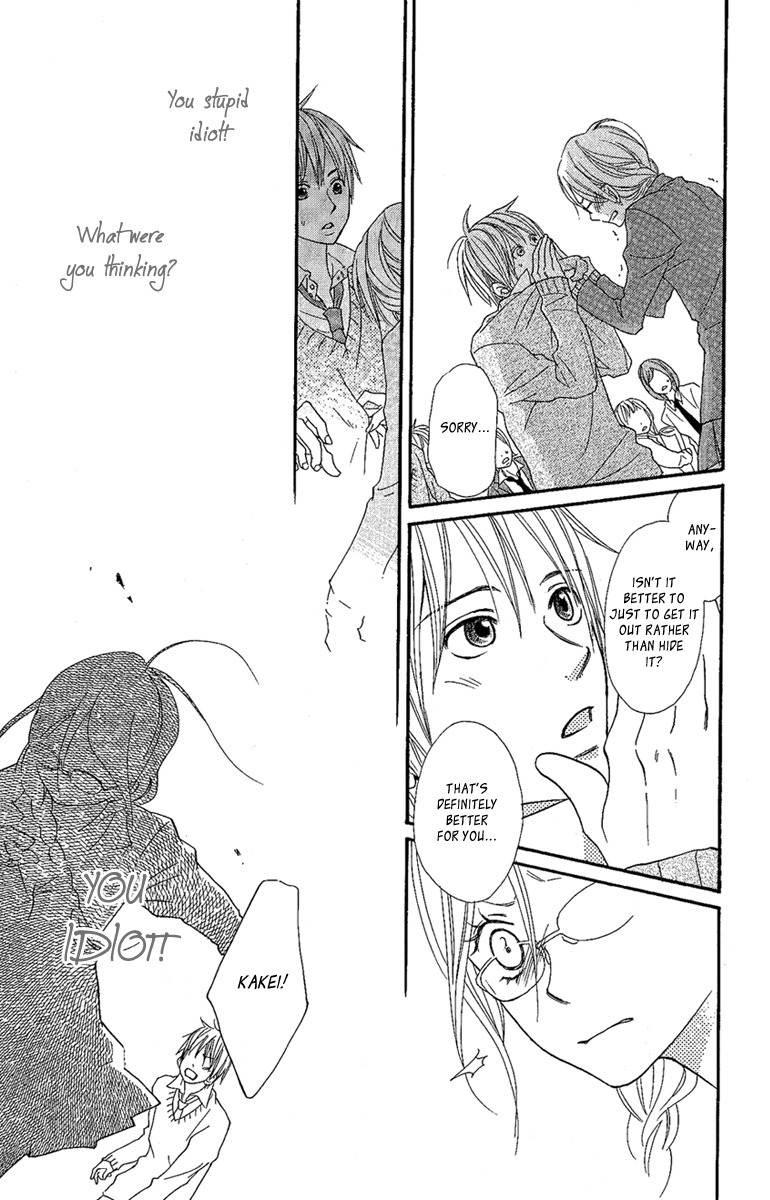 SORRY...
ANY-
WAY,
ISN'T IT
BETTER TO
JUST TO GET IT
OUT RATHER
THAN HIDE
IT?
THAT'S
DEFINITELY
BETTER
FOR YOU...
You stupid
idiot!
What were
you thinking?
YOU
IDIOT!
KAKEI!